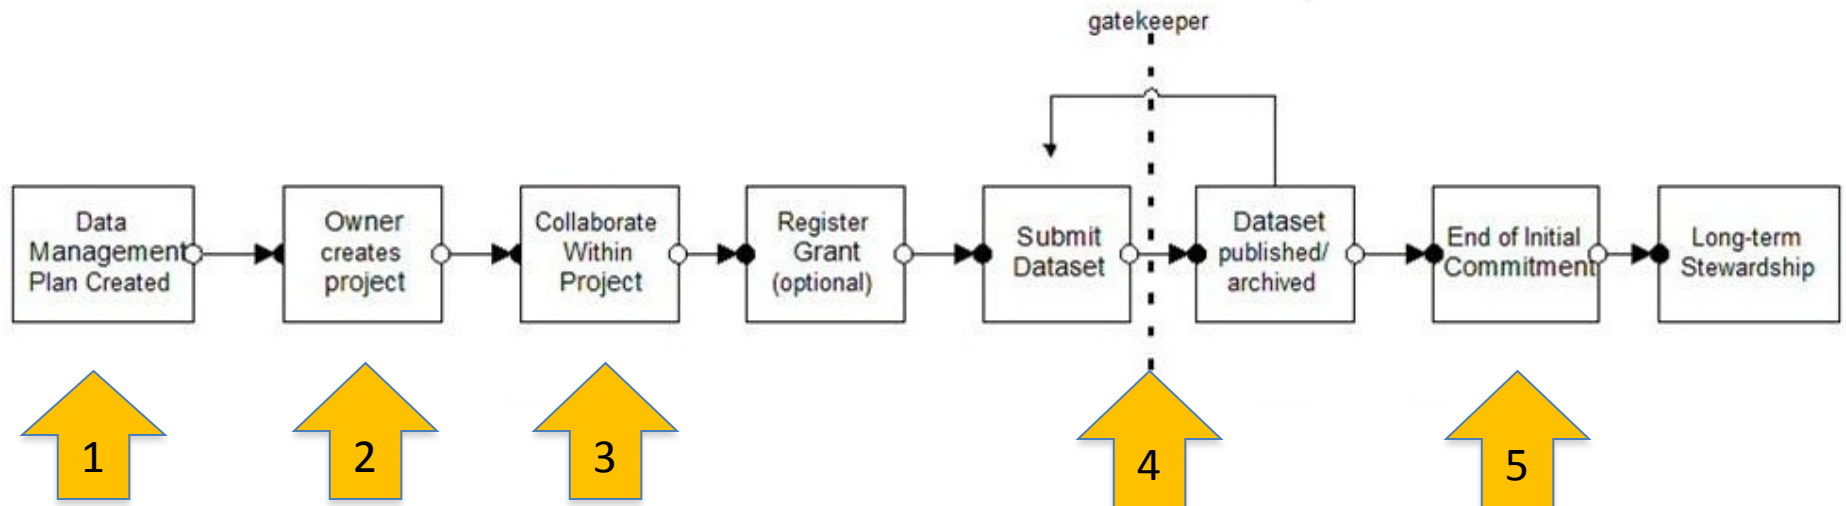 gatekeeper
Data
Management
Plan Created
Owner
creates
project
Collaborate
Within
Project
Register
Grant
(optional)
Submit
Dataset
Dataset
published/
archived
End of Initial
Commitment
Long-term
Stewardship
1
2
3
4
5